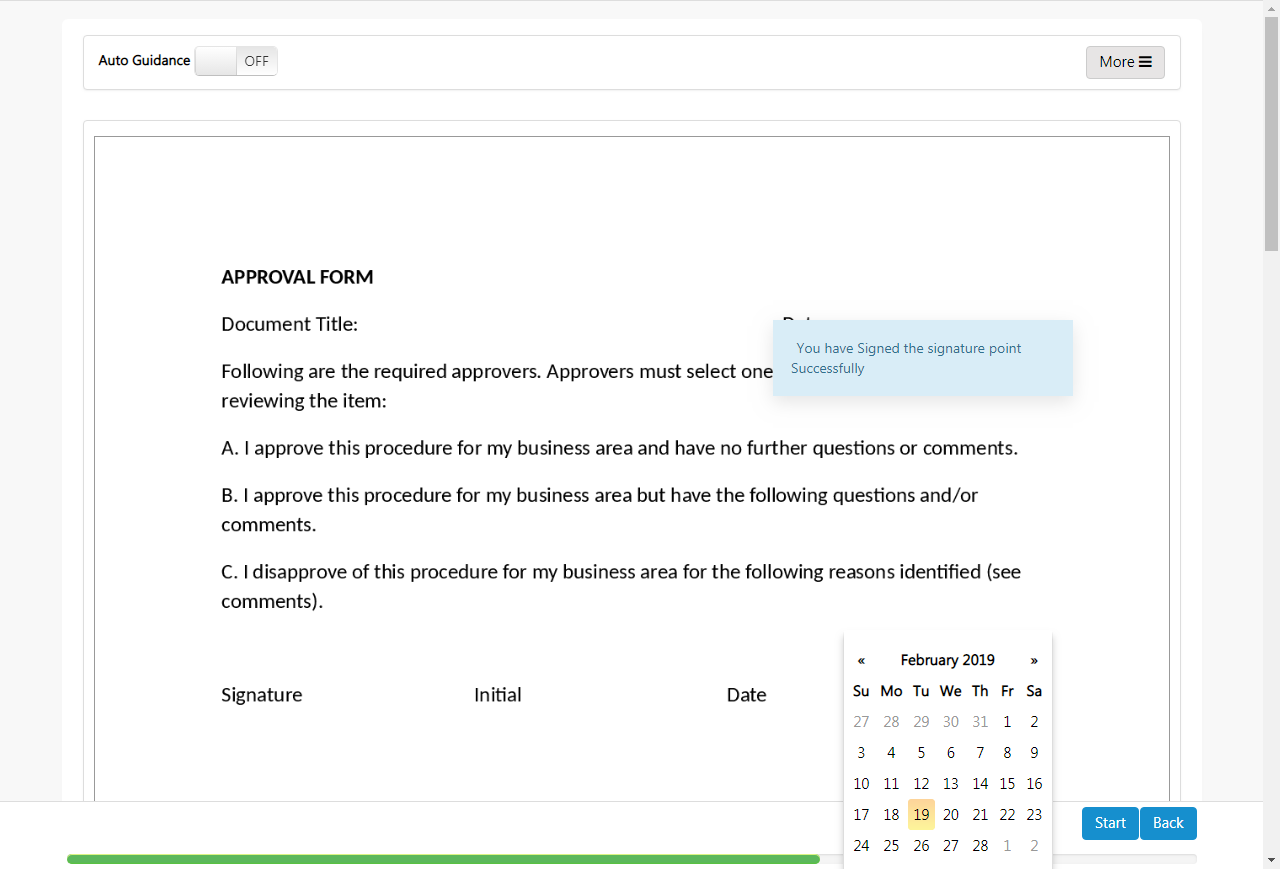 Auto Guidance OFF More
APPROVAL FORM
Document Title:
You have Signed the signature point
Successfully
Following are the required approvers. Approvers must select one
reviewing the item:
A. I approve this procedure for my business area and have no further questions or comments.
B. I approve this procedure for my business area but have the following questions and/or
comments.
C. I disapprove of this procedure for my business area for the following reasons identified (see
comments).
Signature Initial Date
« February 2019 »
Su Mo Tu We Th Fr Sa
27 28 29 30 31 1 2
3 4 5 6 7 8 9
10 11 12 13 14 15 16
17 18 19 20 21 22 23
24 25 26 27 28 1 2
Start Back